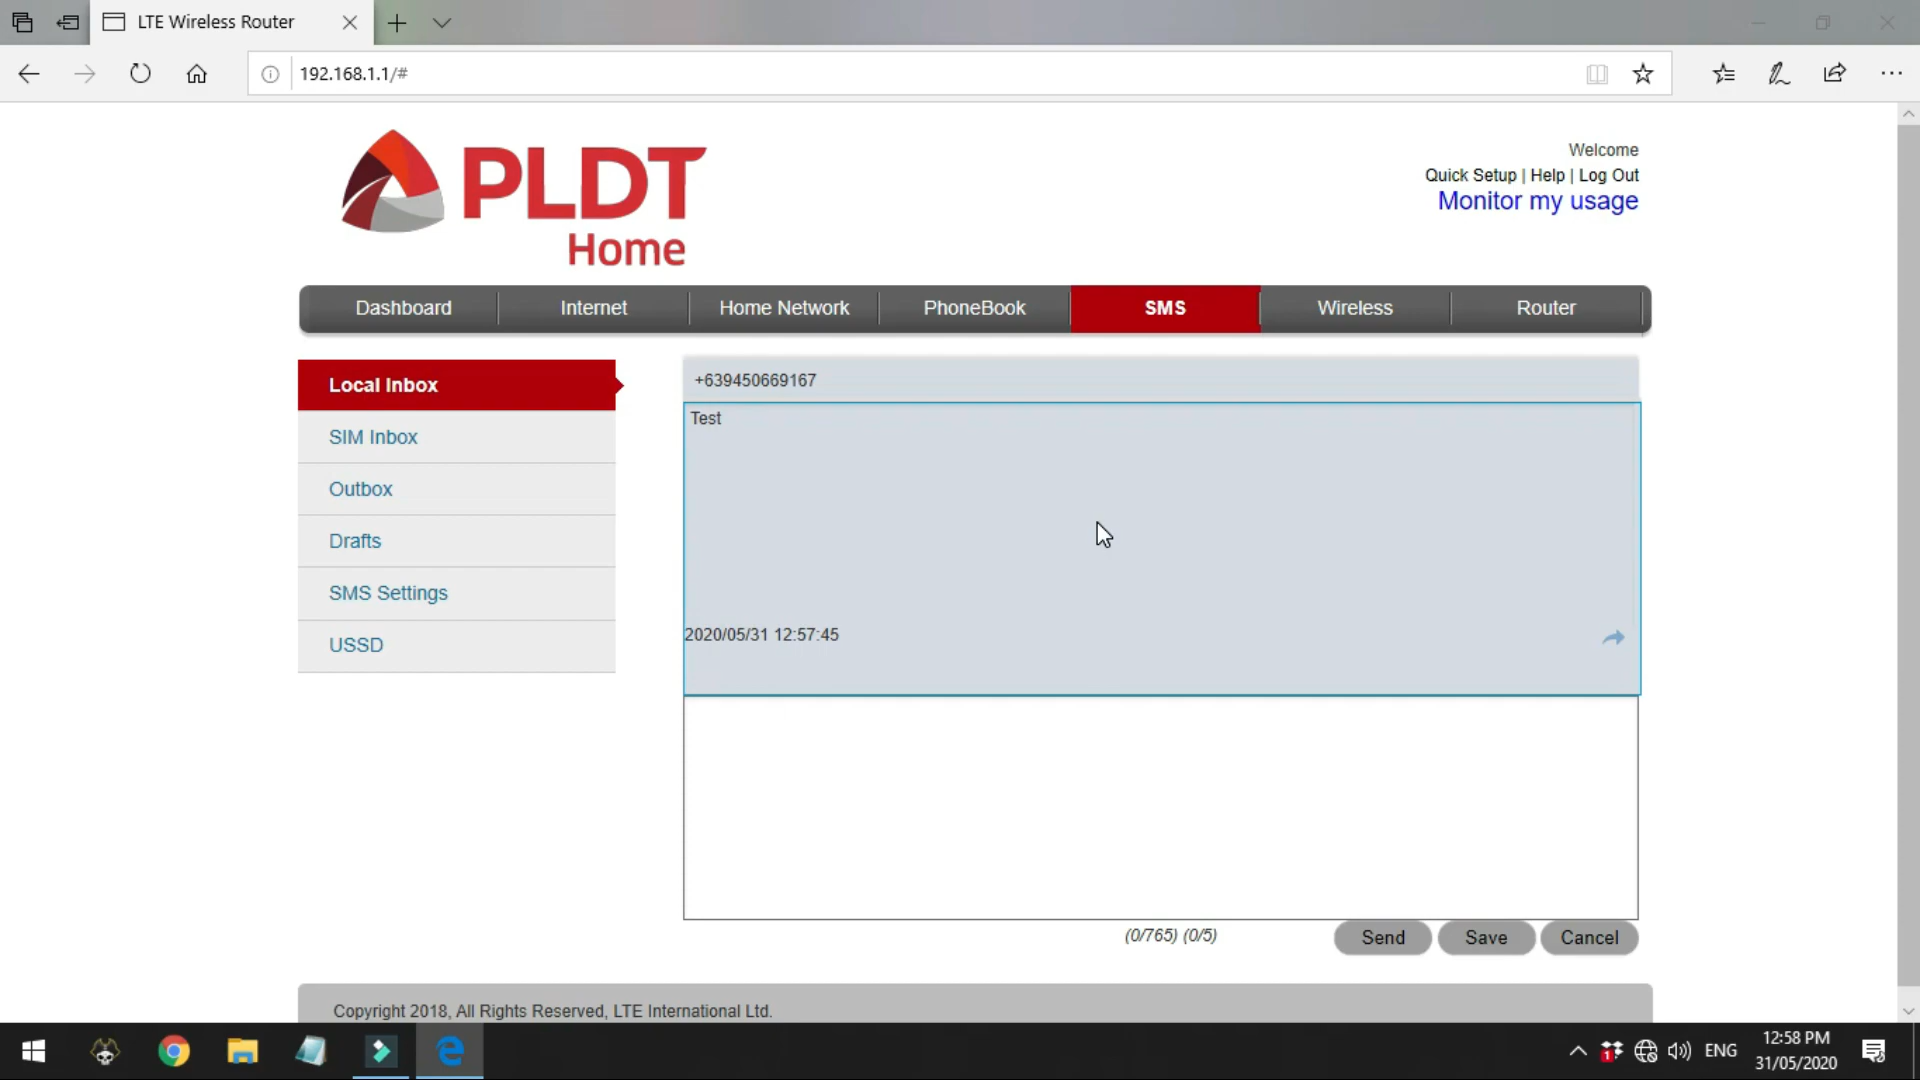 LTE Wireless Router
192.168.1.1/#
PLDT
Home
Welcome
Quick Setup | Help | Log Out
Monitor my usage
Dashboard
Internet
Home Network
PhoneBook
SMS
Wireless
Router
Local Inbox
SIM Inbox
Outbox
Drafts
SMS Settings
USSD
+639450669167
Test
2020/05/31 12:57:45
(0/765) (0/5)
Send
Save
Cancel
Copyright 2018, All Rights Reserved, LTE International Ltd.
1
ENG
12:58 PM
31/05/2020